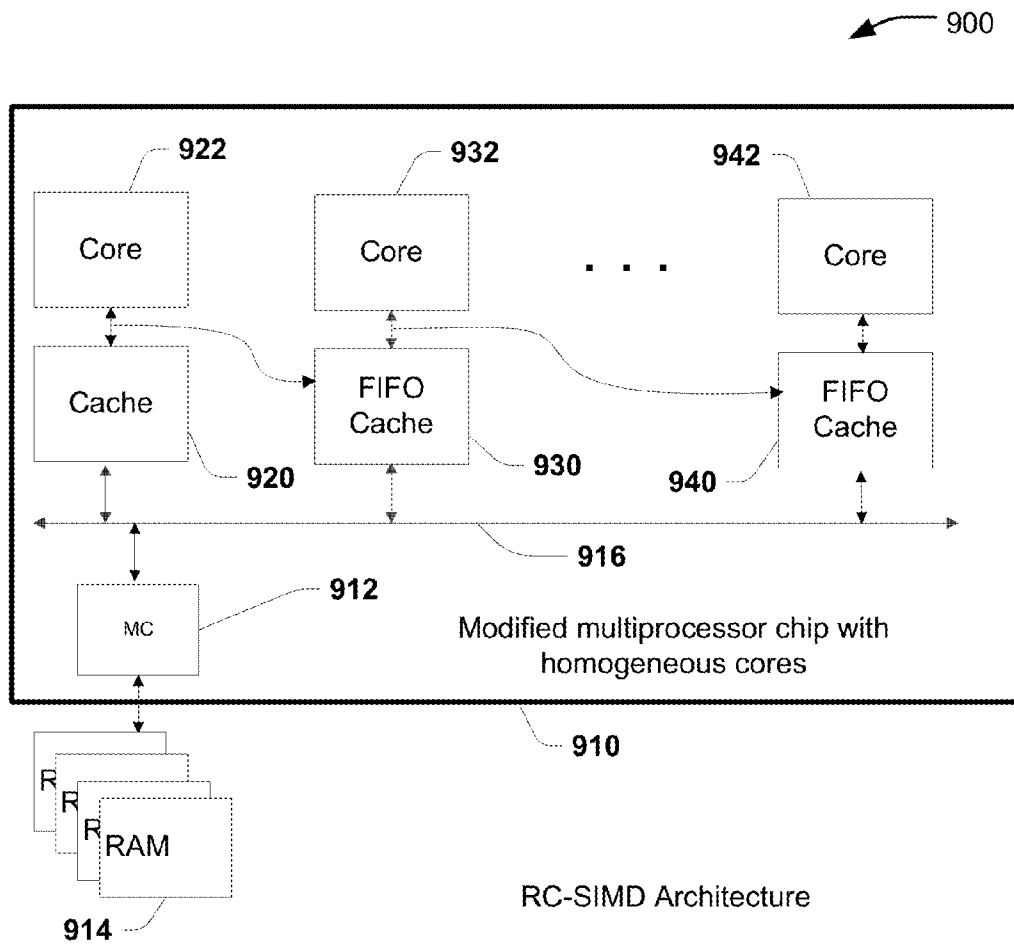 900
922
932
942
Core
Core
. . .
Core
Cache
FIFO
Cache
FIFO
Cache
920
930
940
916
912
MC
Modified multiprocessor chip with
homogeneous cores
910
R
R
R
RAM
914
RC-SIMD Architecture